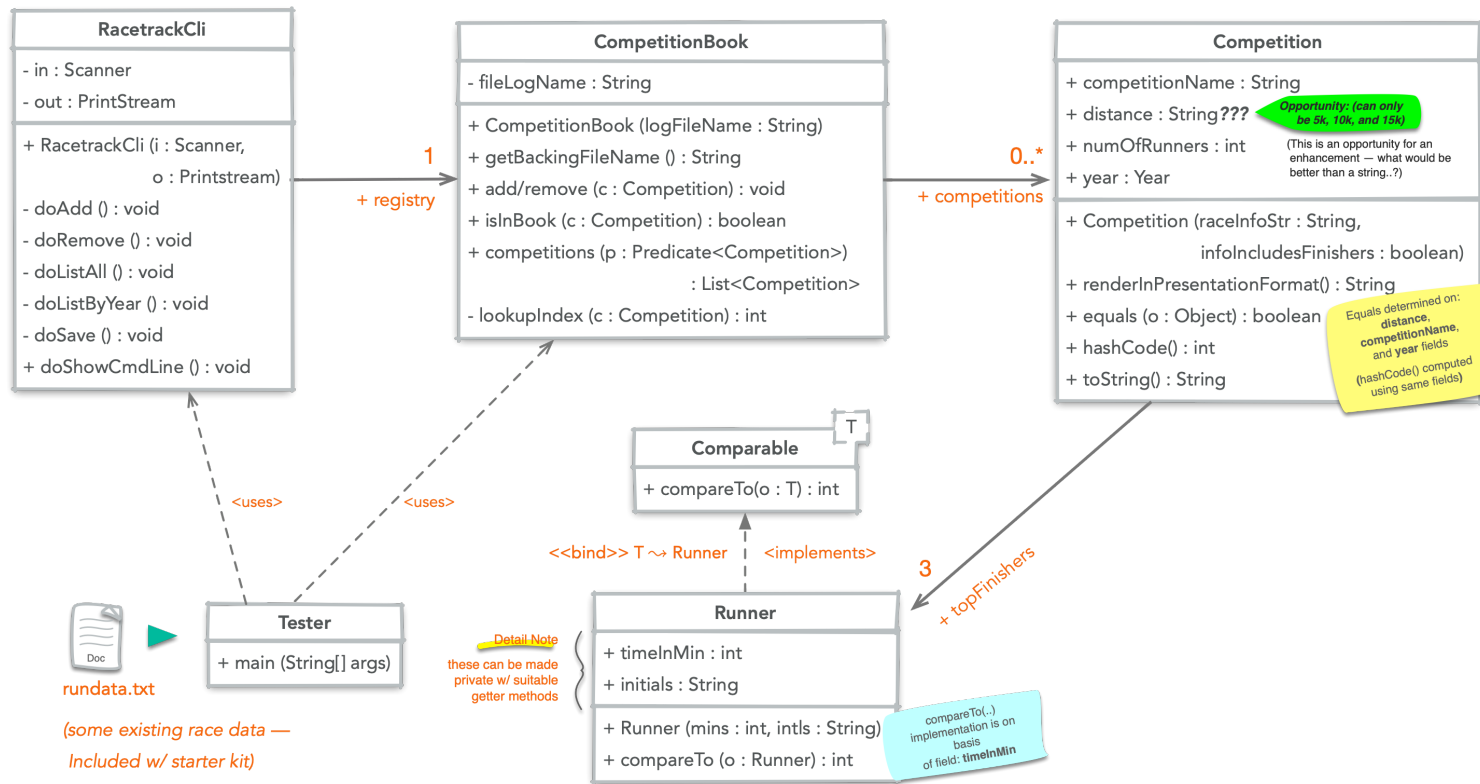 RacetrackCli
- in : Scanner
- out : PrintStream
+ RacetrackCli (i : Scanner,
o : Printstream)
- doAdd () : void
- doRemove () : void
- doListAll () : void
- doListByYear () : void
- doSave () : void
+ doShowCmdLine () : void
1
+ registry
CompetitionBook
- fileLogName : String
+ CompetitionBook (logFileName : String)
+ getBackingFileName () : String
+ add/remove (c : Competition) : void
+ isInBook (c : Competition) : boolean
+ competitions (p : Predicate<Competition>)
: List<Competition>
- lookupIndex (c : Competition) : int
0..*
+ competitions
Competition
+ competitionName : String
+ distance : String???
+ numOfRunners : int
+ year : Year
Opportunity: (can only
be 5k, 10k, and 15k)
(This is an opportunity for an
enhancement — what would be
better than a string..?)
+ Competition (raceInfoStr : String,
infoIncludesFinishers : boolean)
+ renderInPresentationFormat() : String
+ equals (o : Object) : boolean
+ hashCode() : int
+ toString() : String
Equals determined on:
distance,
competitionName,
and year fields
(hashCode() computed
using same fields)
<uses>
<uses>
T
Comparable
+ compareTo(o : T) : int
<<bind>> T ⤳ Runner
<implements>
3
+ topFinishers
Doc
rundata.txt
(some existing race data —
Included w/ starter kit)
Tester
+ main (String[] args)
Detail Note
these can be made
private w/ suitable
getter methods
Runner
+ timeInMin : int
+ initials : String
+ Runner (mins : int, intls : String)
+ compareTo (o : Runner) : int
compareTo(..)
implementation is on
basis
of field: timeInMin